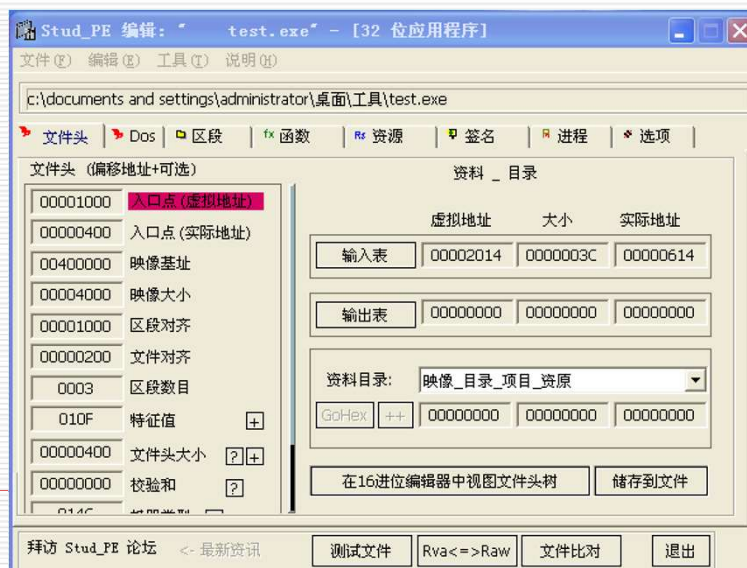 Stud_PE 编辑：“ test.exe” - [32 位应用程序]
文件(F) 编辑(E) 工具(T) 说明(H)
c:\documents and settings\administrator\桌面\工具\test.exe
文件头 Dos 区段 fx 函数 Rs 资源 签名 进程 选项
文件头 (偏移地址+可选)
00001000 入口点(虚拟地址)
00000400 入口点(实际地址)
00400000 映像基址
00004000 映像大小
00001000 区段对齐
00000200 文件对齐
0003 区段数目
010F 特征值 +
00000400 文件头大小 ? +
00000000 校验和 ?
资料 _ 目录
虚拟地址 大小 实际地址
输入表 00002014 0000003C 00000614
输出表 00000000 00000000 00000000
资料目录: 映像_目录_项目_资原
GoHex ++ 00000000 00000000 00000000
在16进位编辑器中视图文件头树 储存到文件
拜访 Stud_PE 论坛 <- 最新资讯 测试文件 Rva<=>Raw 文件比对 退出